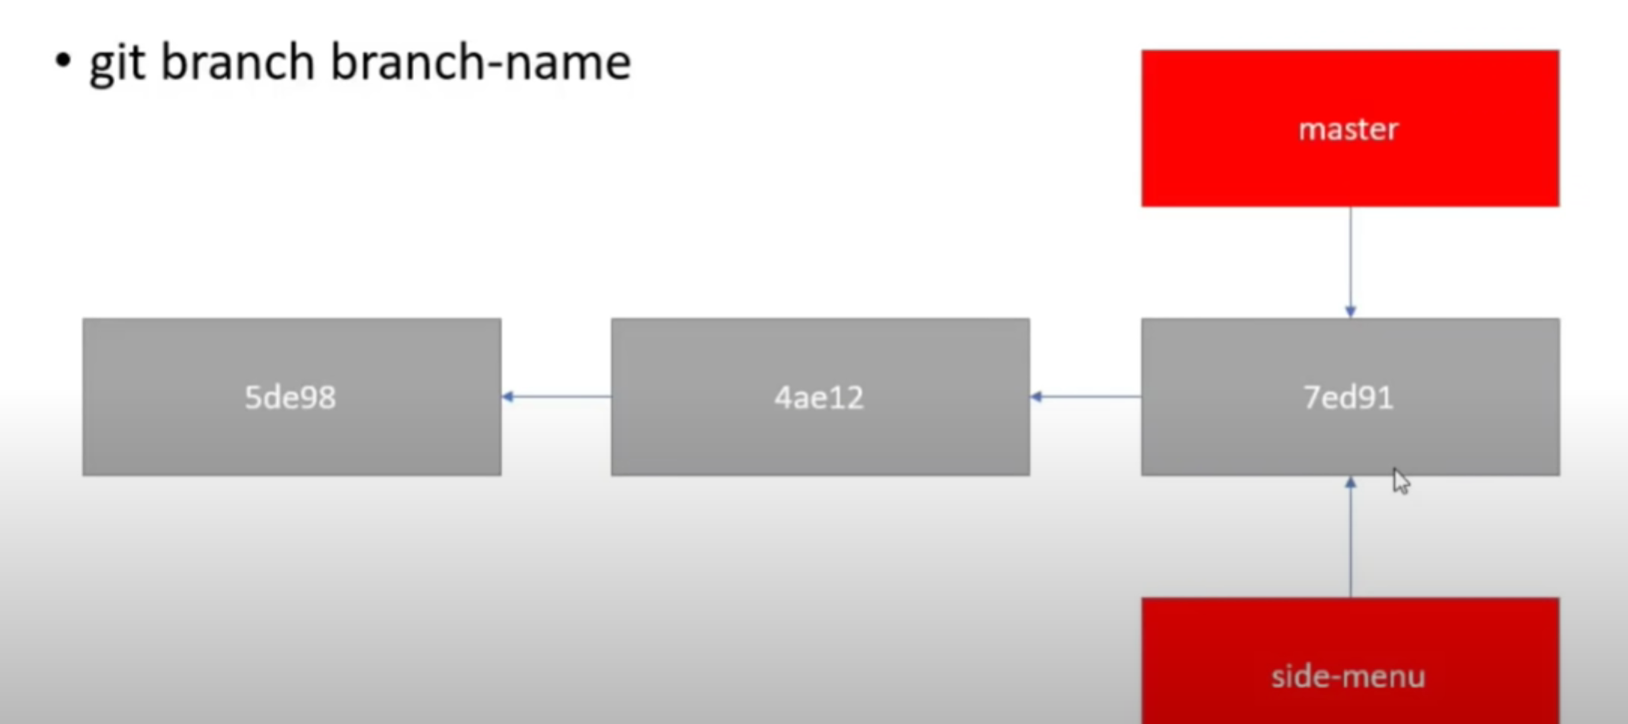 • git branch branch-name
master
5de98
4ae12
7ed91
side-menu